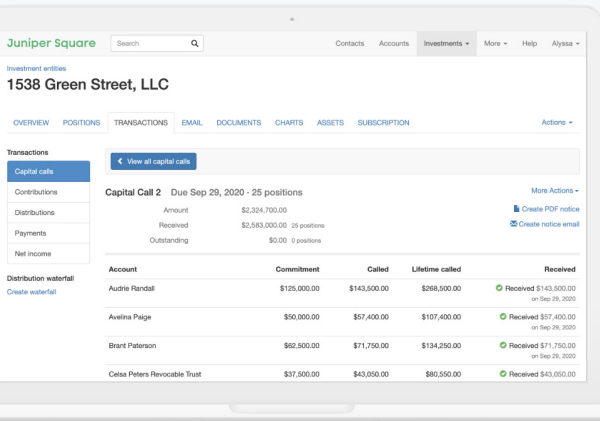 Juniper Square
Search
Contacts Accounts Investments More Help Alyssa
Investment entities
1538 Green Street, LLC
OVERVIEW POSITIONS TRANSACTIONS EMAIL DOCUMENTS CHARTS ASSETS SUBSCRIPTION Actions
Transactions
Capital calls
Contributions
Distributions
Payments
Net income
Distribution waterfall
Create waterfall
View all capital calls
Capital Call 2 Due Sep 29, 2020 - 25 positions
More Actions
Create PDF notice
Create notice email
Amount $2,324,700.00
Received $2,583,000.00 25 positions
Outstanding $0.00 0 positions
Account Commitment Called Lifetime called Received
Audrie Randall $125,000.00 $143,500.00 $268,500.00 Received $143,500.00
on Sep 29, 2020
Avelina Paige $50,000.00 $57,400.00 $107,400.00 Received $57,400.00
on Sep 29, 2020
Brant Paterson $62,500.00 $71,750.00 $134,250.00 Received $71,750.00
on Sep 29, 2020
Celsa Peters Revocable Trust $37,500.00 $43,050.00 $80,550.00 Received $43,050.00